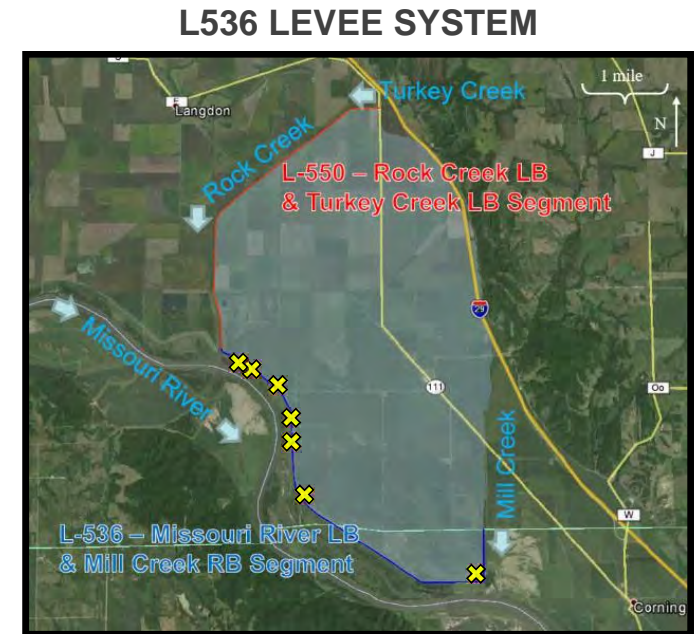 L536 LEVEE SYSTEM
1 mile
N
Turkey Creek
Langdon
Rock Creek
J
L-550 – Rock Creek LB
& Turkey Creek LB Segment
29
Missouri River
111
Oo
Mill Creek
W
L-536 – Missouri River LB
& Mill Creek RB Segment
Corning